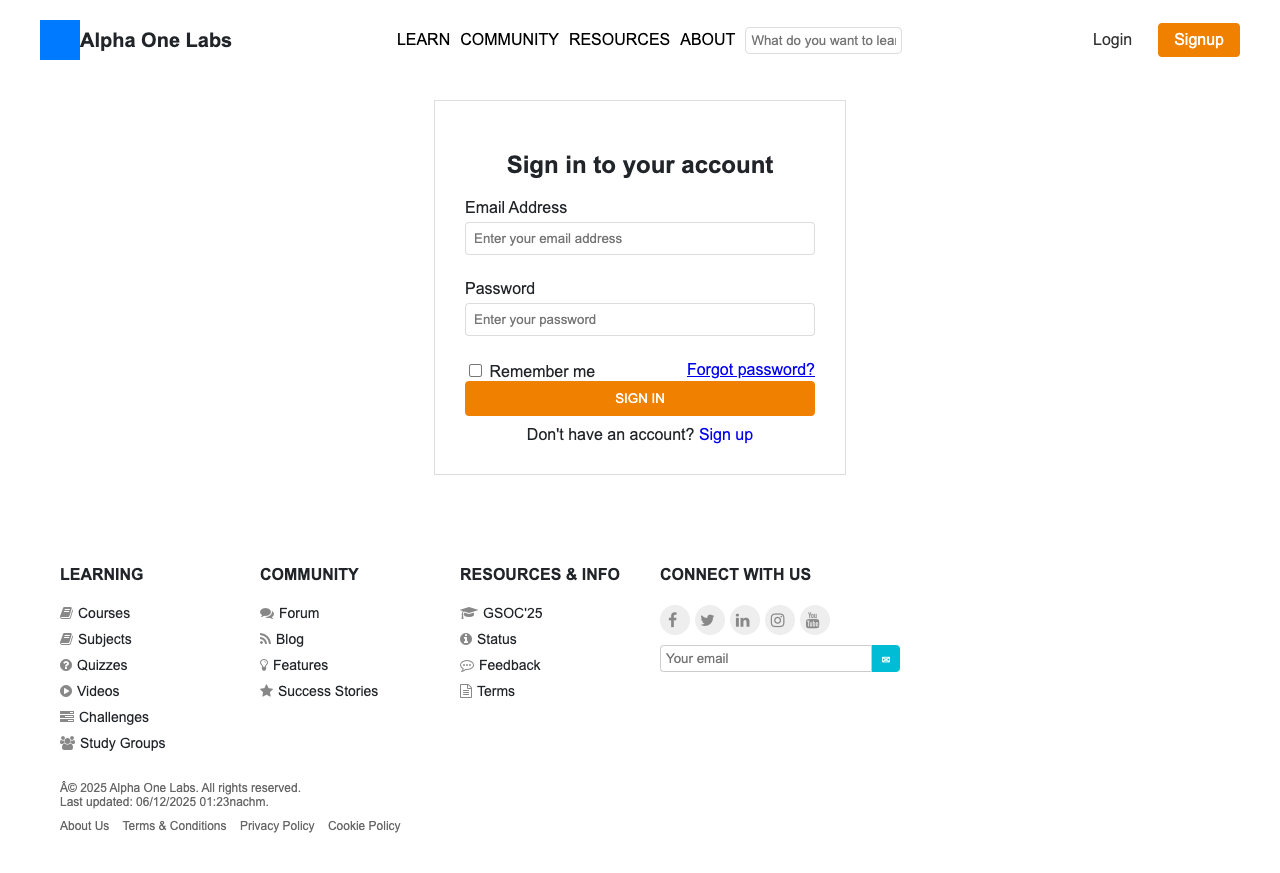 Alpha One Labs
LEARN COMMUNITY RESOURCES ABOUT What do you want to lear
Login Signup
Sign in to your account
Email Address
Enter your email address
Password
Enter your password
Remember me Forgot password?
SIGN IN
Don't have an account? Sign up
LEARNING
Courses
Subjects
Quizzes
Videos
Challenges
Study Groups
COMMUNITY
Forum
Blog
Features
Success Stories
RESOURCES & INFO
GSOC'25
Status
Feedback
Terms
CONNECT WITH US
You Tube
Your email
Â© 2025 Alpha One Labs. All rights reserved.
Last updated: 06/12/2025 01:23nachm.
About Us Terms & Conditions Privacy Policy Cookie Policy